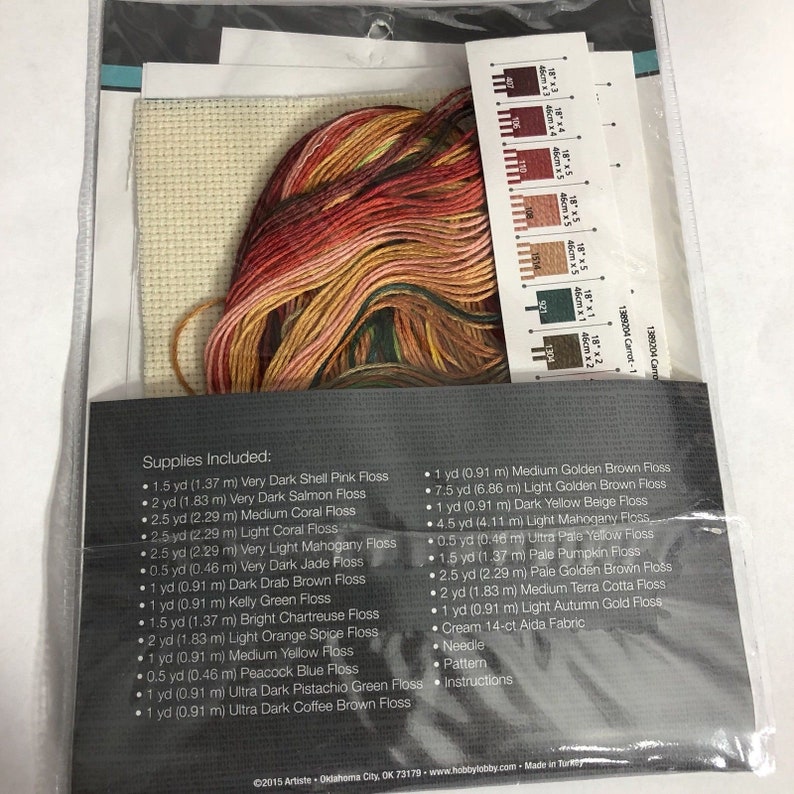 18" x 3
46cm x 3
407
18" x 4
46cm x 4
106
18" x 5
46cm x 5
110
18" x 5
46cm x 5
108
18" x 5
46cm x 5
1514
18" x 1
46cm x 1
921
18" x 2
46cm x 2
1304
1389204 Carrot - 1
1389204 Carro
Supplies Included:
• 1.5 yd (1.37 m) Very Dark Shell Pink Floss
• 2 yd (1.83 m) Very Dark Salmon Floss
• 2.5 yd (2.29 m) Medium Coral Floss
• 2.5 yd (2.29 m) Light Coral Floss
• 2.5 yd (2.29 m) Very Light Mahogany Floss
• 0.5 yd (0.46 m) Very Dark Jade Floss
• 1 yd (0.91 m) Dark Drab Brown Floss
• 1 yd (0.91 m) Kelly Green Floss
• 1.5 yd (1.37 m) Bright Chartreuse Floss
• 2 yd (1.83 m) Light Orange Spice Floss
• 1 yd (0.91 m) Medium Yellow Floss
• 0.5 yd (0.46 m) Peacock Blue Floss
• 1 yd (0.91 m) Ultra Dark Pistachio Green Floss
• 1 yd (0.91 m) Ultra Dark Coffee Brown Floss
• 1 yd (0.91 m) Medium Golden Brown Floss
• 7.5 yd (6.86 m) Light Golden Brown Floss
• 1 yd (0.91 m) Dark Yellow Beige Floss
• 4.5 yd (4.11 m) Light Mahogany Floss
• 0.5 yd (0.46 m) Ultra Pale Yellow Floss
• 1.5 yd (1.37 m) Pale Pumpkin Floss
• 2.5 yd (2.29 m) Pale Golden Brown Floss
• 2 yd (1.83 m) Medium Terra Cotta Floss
• 1 yd (0.91 m) Light Autumn Gold Floss
• Cream 14-ct Aida Fabric
• Needle
• Pattern
• Instructions
©2015 Artiste • Oklahoma City, OK 73179 • www.hobbylobby.com • Made in Turkey